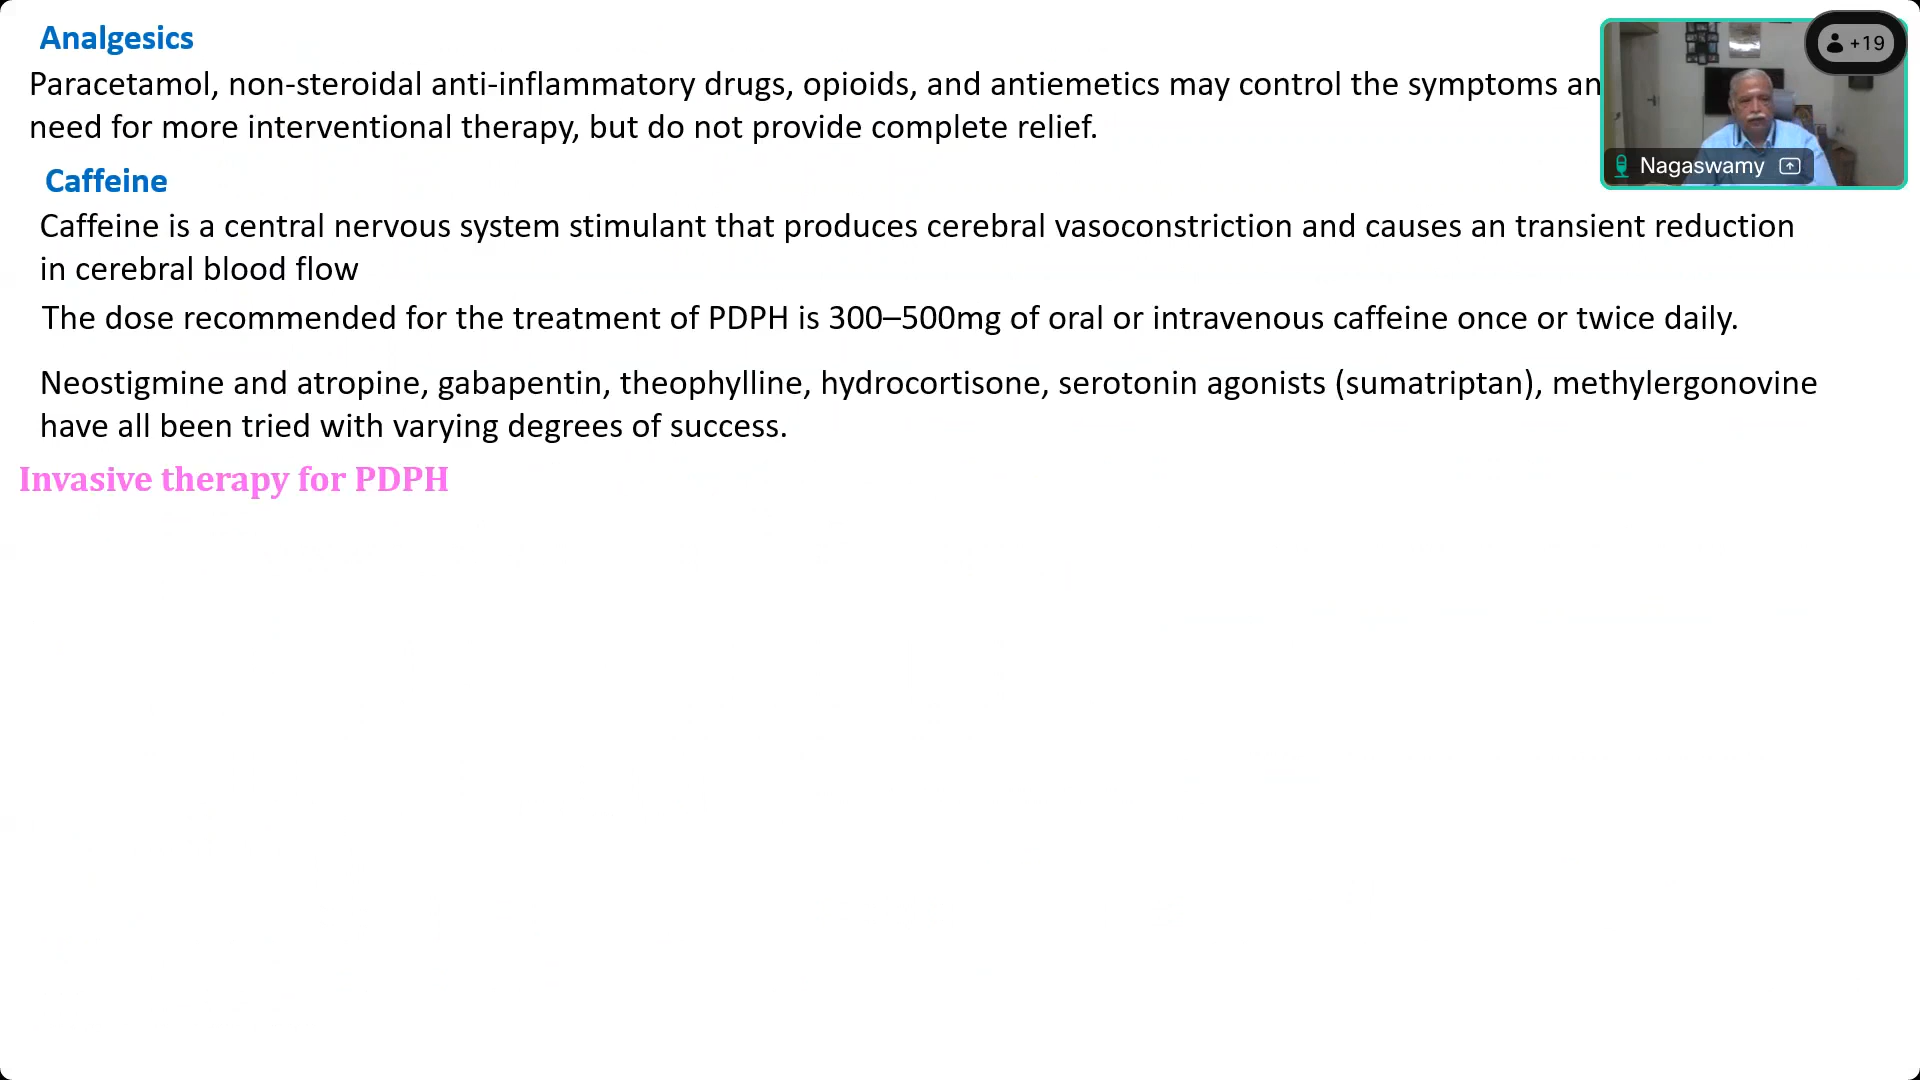 Analgesics
Paracetamol, non-steroidal anti-inflammatory drugs, opioids, and antiemetics may control the symptoms an
need for more interventional therapy, but do not provide complete relief.
Caffeine
Caffeine is a central nervous system stimulant that produces cerebral vasoconstriction and causes an transient reduction
in cerebral blood flow
The dose recommended for the treatment of PDPH is 300–500mg of oral or intravenous caffeine once or twice daily.
Neostigmine and atropine, gabapentin, theophylline, hydrocortisone, serotonin agonists (sumatriptan), methylergonovine
have all been tried with varying degrees of success.
Invasive therapy for PDPH
+19
Nagaswamy